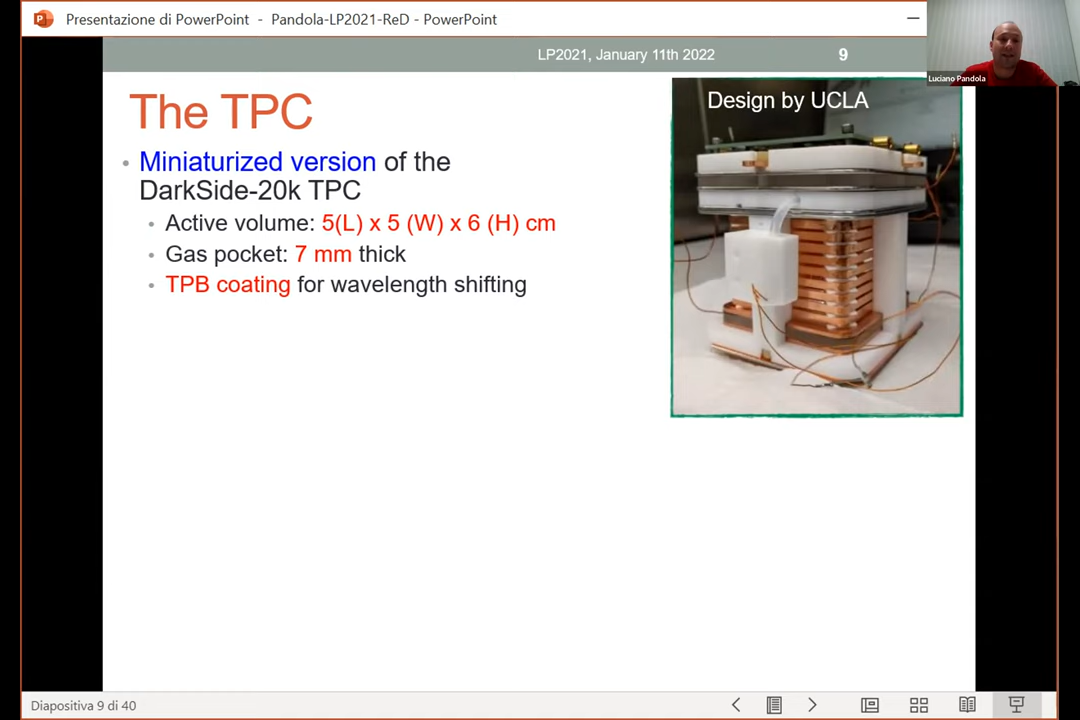 Presentazione di PowerPoint - Pandola-LP2021-ReD - PowerPoint
Luciano Pandola
LP2021, January 11th 2022
9
The TPC
Design by UCLA
• Miniaturized version of the
DarkSide-20k TPC
• Active volume: 5(L) x 5 (W) x 6 (H) cm
• Gas pocket: 7 mm thick
• TPB coating for wavelength shifting
Diapositiva 9 di 40